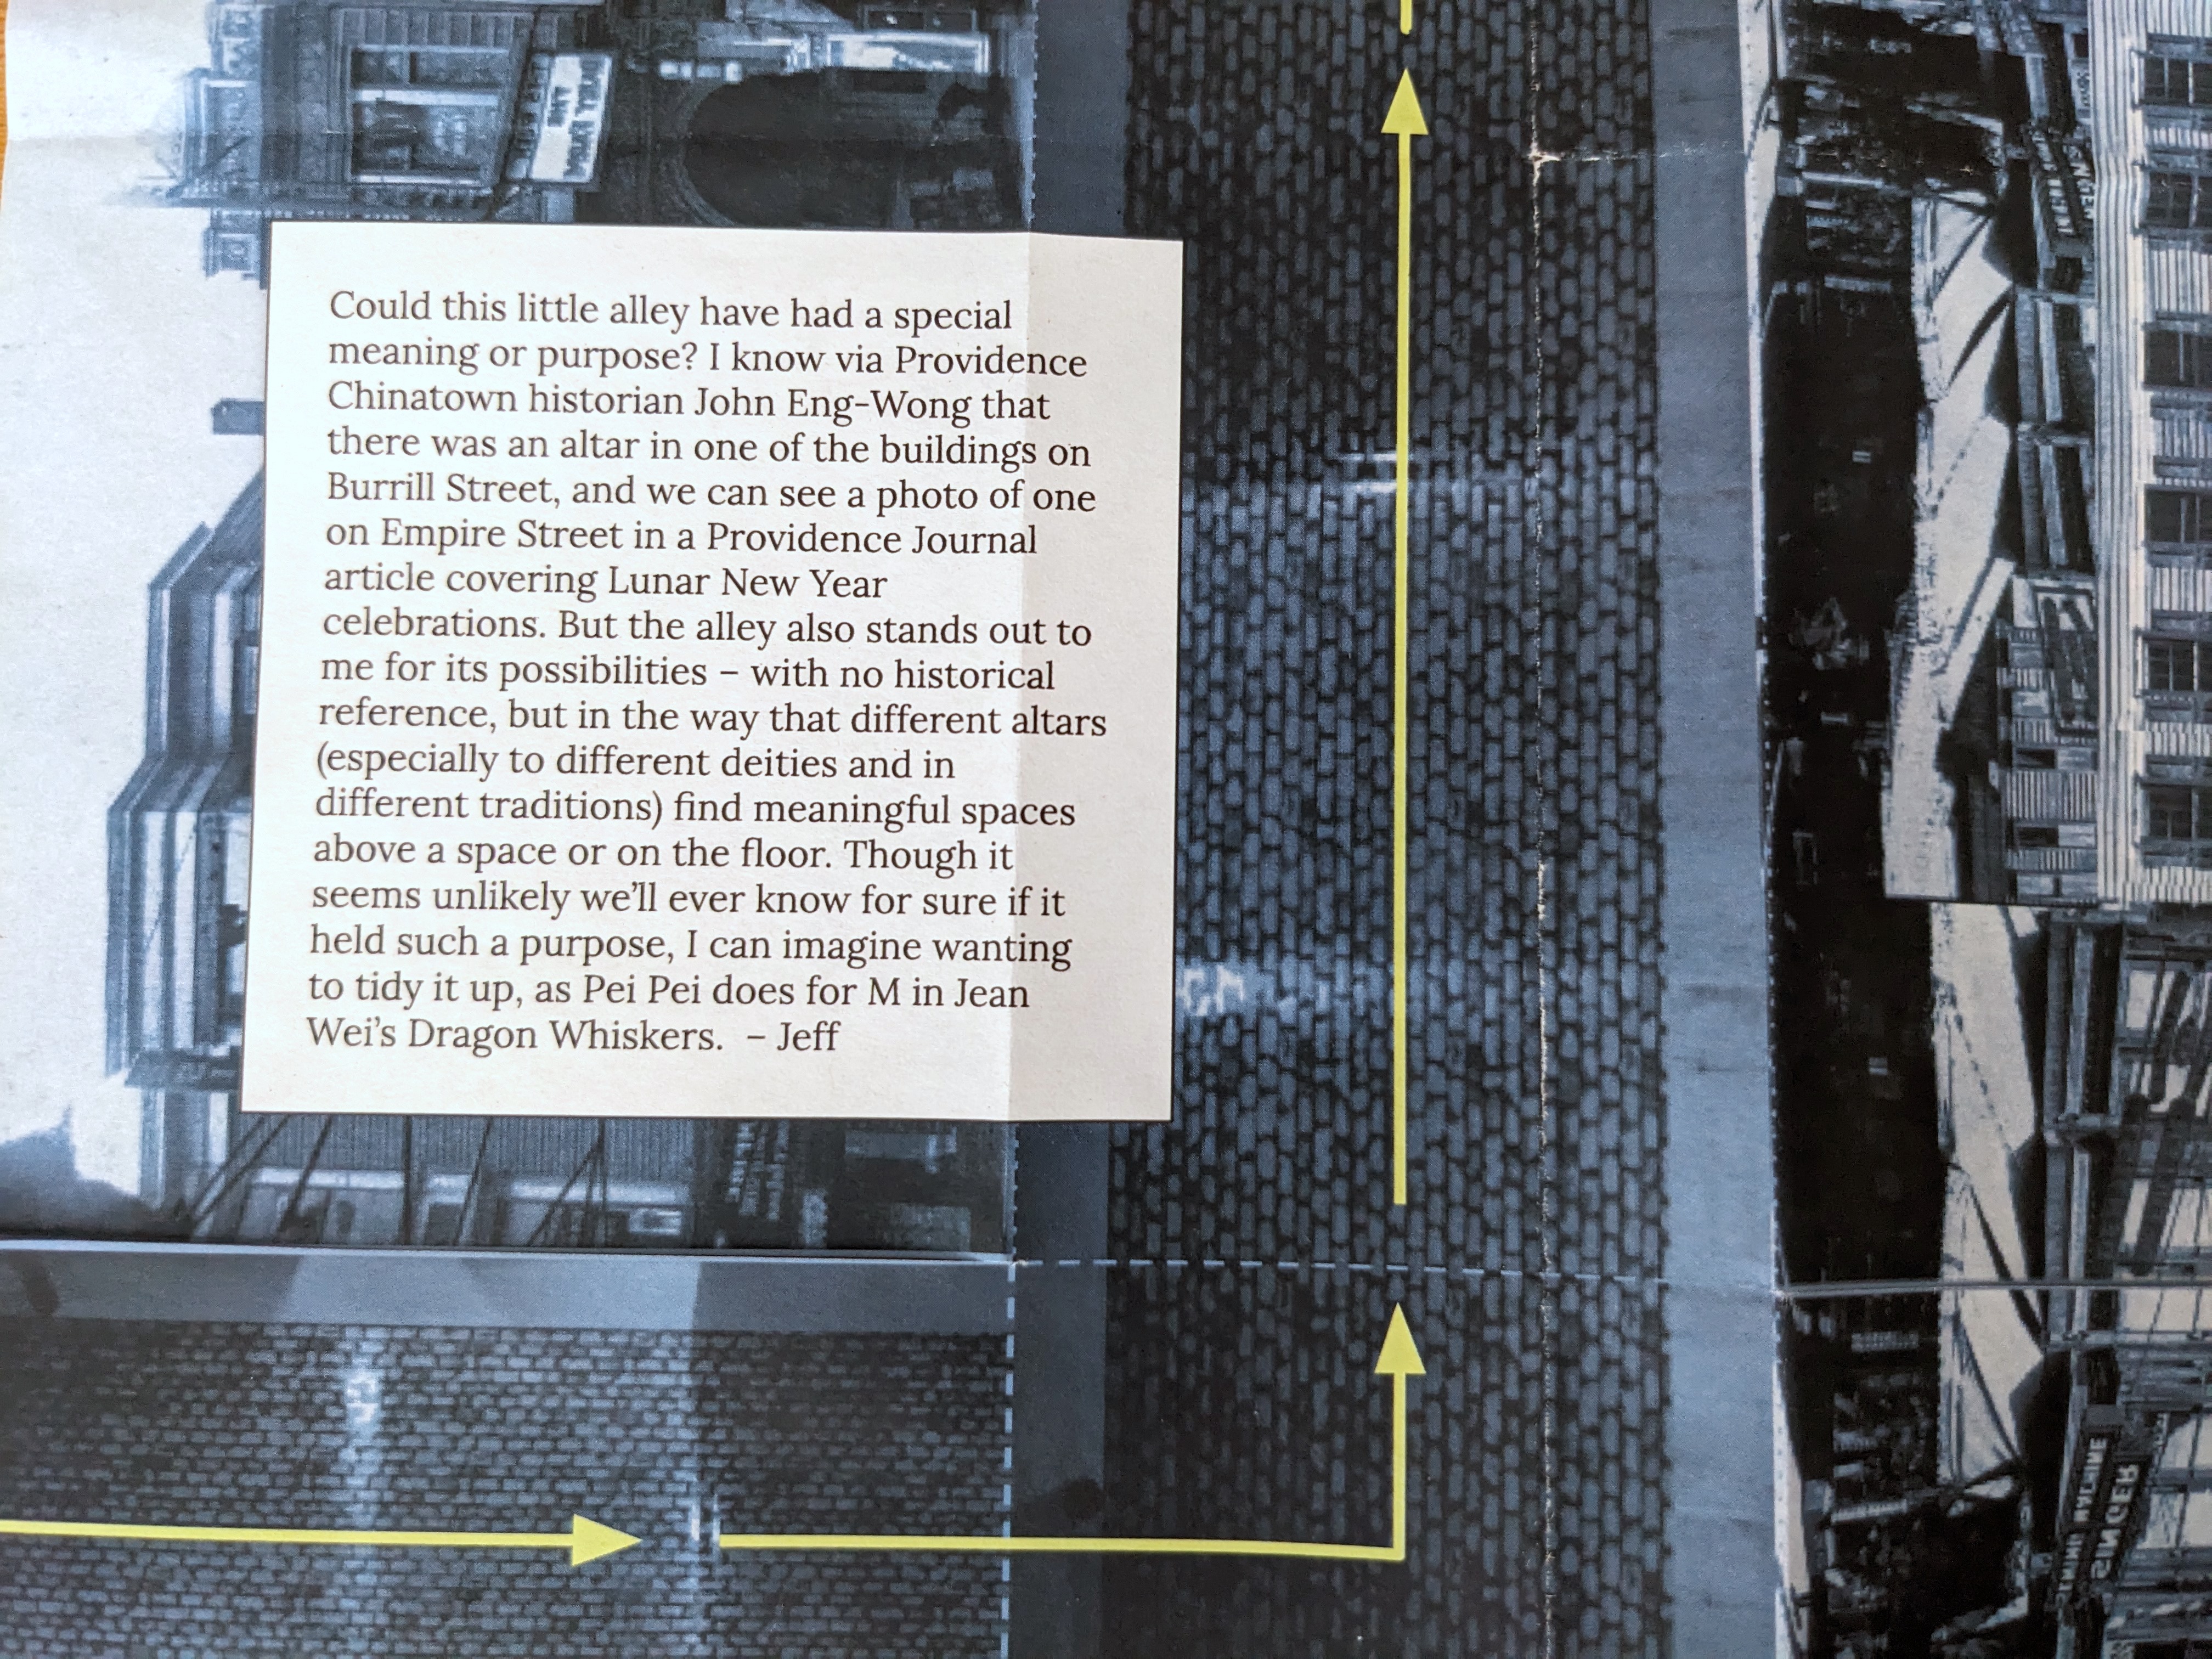 Could this little alley have had a special
meaning or purpose? I know via Providence
Chinatown historian John Eng-Wong that
there was an altar in one of the buildings on
Burrill Street, and we can see a photo of one
on Empire Street in a Providence Journal
article covering Lunar New Year
celebrations. But the alley also stands out to
me for its possibilities – with no historical
reference, but in the way that different altars
(especially to different deities and in
different traditions) find meaningful spaces
above a space or on the floor. Though it
seems unlikely we'll ever know for sure if it
held such a purpose, I can imagine wanting
to tidy it up, as Pei Pei does for M in Jean
Wei's Dragon Whiskers.  – Jeff
SINGER